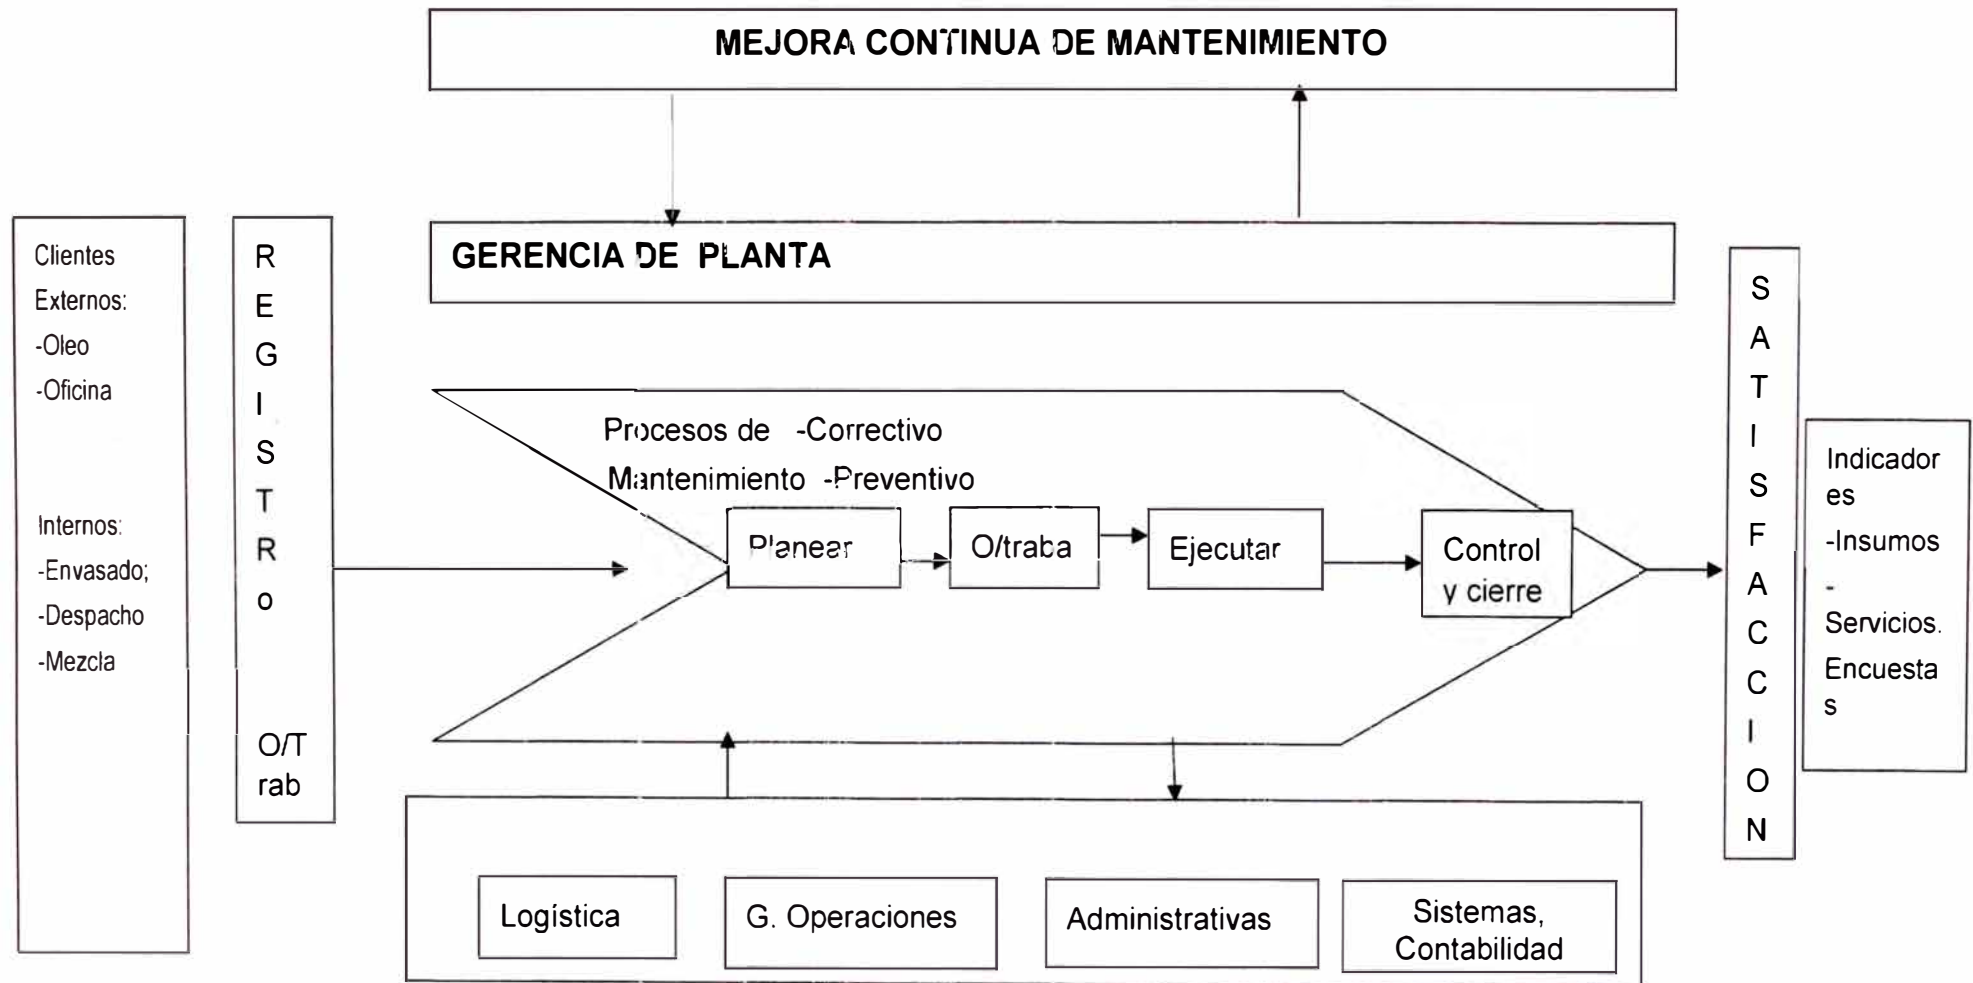 MEJORA CONTINUA DE MANTENIMIENTO
GERENCIA DE PLANTA
Clientes
Externos:
-Oleo
-Oficina
Internos:
-Envasado;
-Despacho
-Mezcla
R
E
G
I
S
T
R
o
O/T
rab
Procesos de -Correctivo
Mantenimiento -Preventivo
Planear
O/traba
Ejecutar
Control
y cierre
S
A
T
I
S
F
A
C
C
I
O
N
Indicador
es
-Insumos
-
Servicios.
Encuesta
s
Logística
G. Operaciones
Administrativas
Sistemas,
Contabilidad